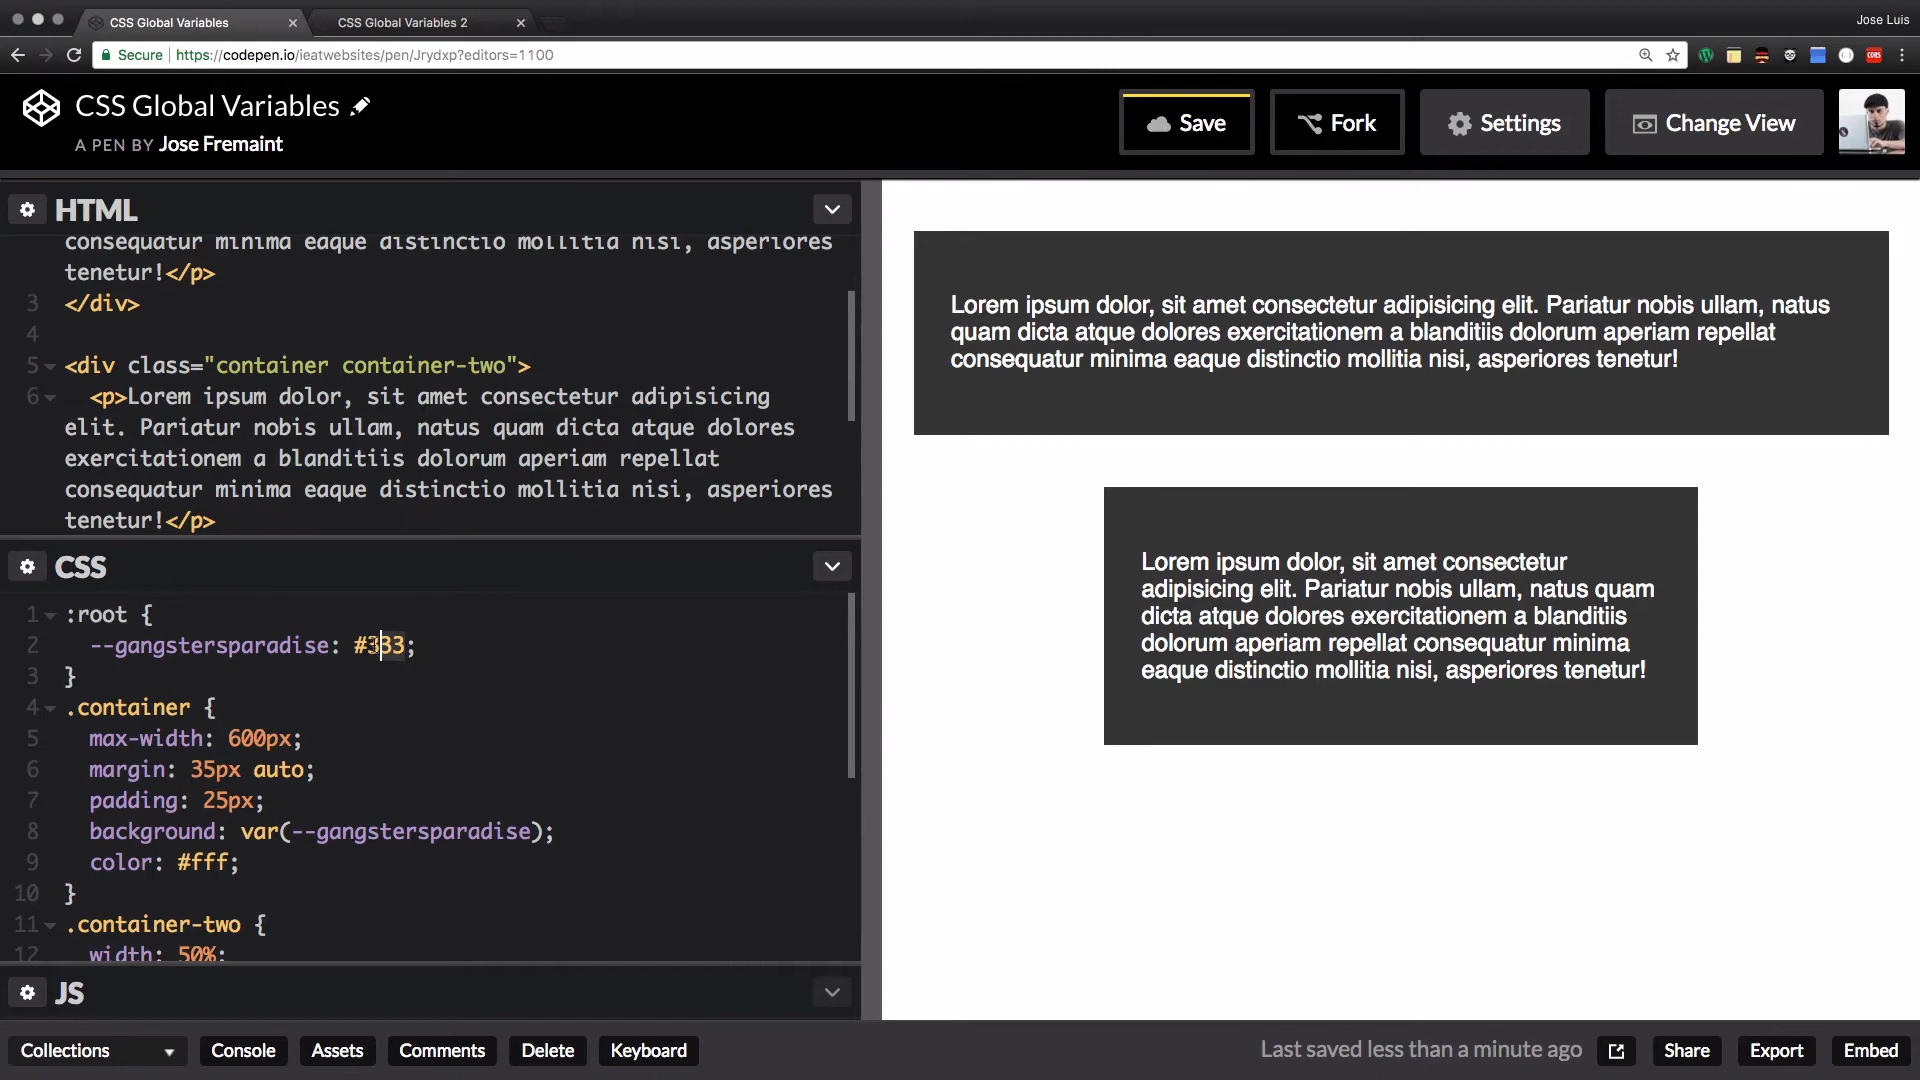 CSS Global Variables
CSS Global Variables 2
Jose Luis
Secure
https://codepen.io/ieatwebsites/pen/Jrydxp?editors=1100
CORS
CSS Global Variables
A PEN BY Jose Fremaint
Save
Fork
Settings
Change View
HTML
consequatur minima eaque distinctio mollitia nisi, asperiores
tenetur!</p>
3 </div>
4
5 <div class="container container-two">
6 <p>Lorem ipsum dolor, sit amet consectetur adipisicing
elit. Pariatur nobis ullam, natus quam dicta atque dolores
exercitationem a blanditiis dolorum aperiam repellat
consequatur minima eaque distinctio mollitia nisi, asperiores
tenetur!</p>
CSS
1 :root {
2 --gangstersparadise: #333;
3 }
4 .container {
5 max-width: 600px;
6 margin: 35px auto;
7 padding: 25px;
8 background: var(--gangstersparadise);
9 color: #fff;
10 }
11 .container-two {
12 width: 50%;
JS
Lorem ipsum dolor, sit amet consectetur adipisicing elit. Pariatur nobis ullam, natus
quam dicta atque dolores exercitationem a blanditiis dolorum aperiam repellat
consequatur minima eaque distinctio mollitia nisi, asperiores tenetur!
Lorem ipsum dolor, sit amet consectetur
adipisicing elit. Pariatur nobis ullam, natus quam
dicta atque dolores exercitationem a blanditiis
dolorum aperiam repellat consequatur minima
eaque distinctio mollitia nisi, asperiores tenetur!
Collections
Console
Assets
Comments
Delete
Keyboard
Last saved less than a minute ago
Share
Export
Embed